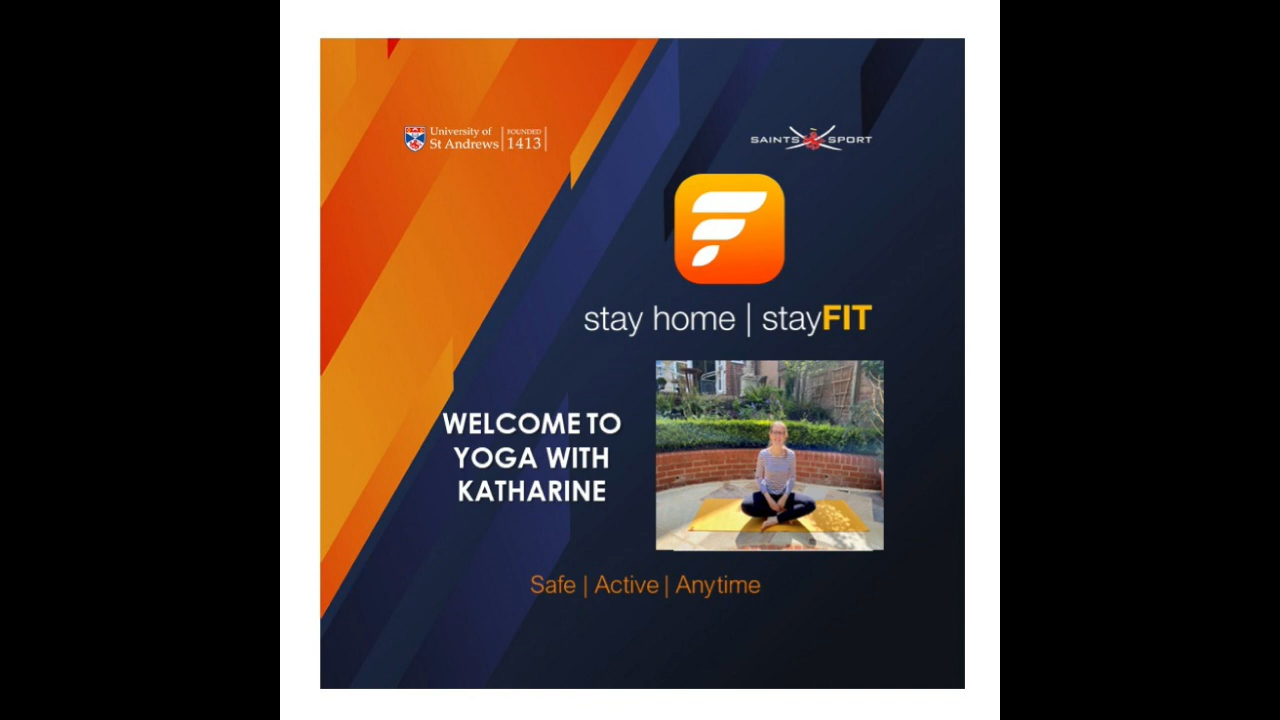 University of
St Andrews
FOUNDED
1413
SAINTS SPORT
stay home | stayFIT
WELCOME TO
YOGA WITH
KATHARINE
Safe | Active | Anytime